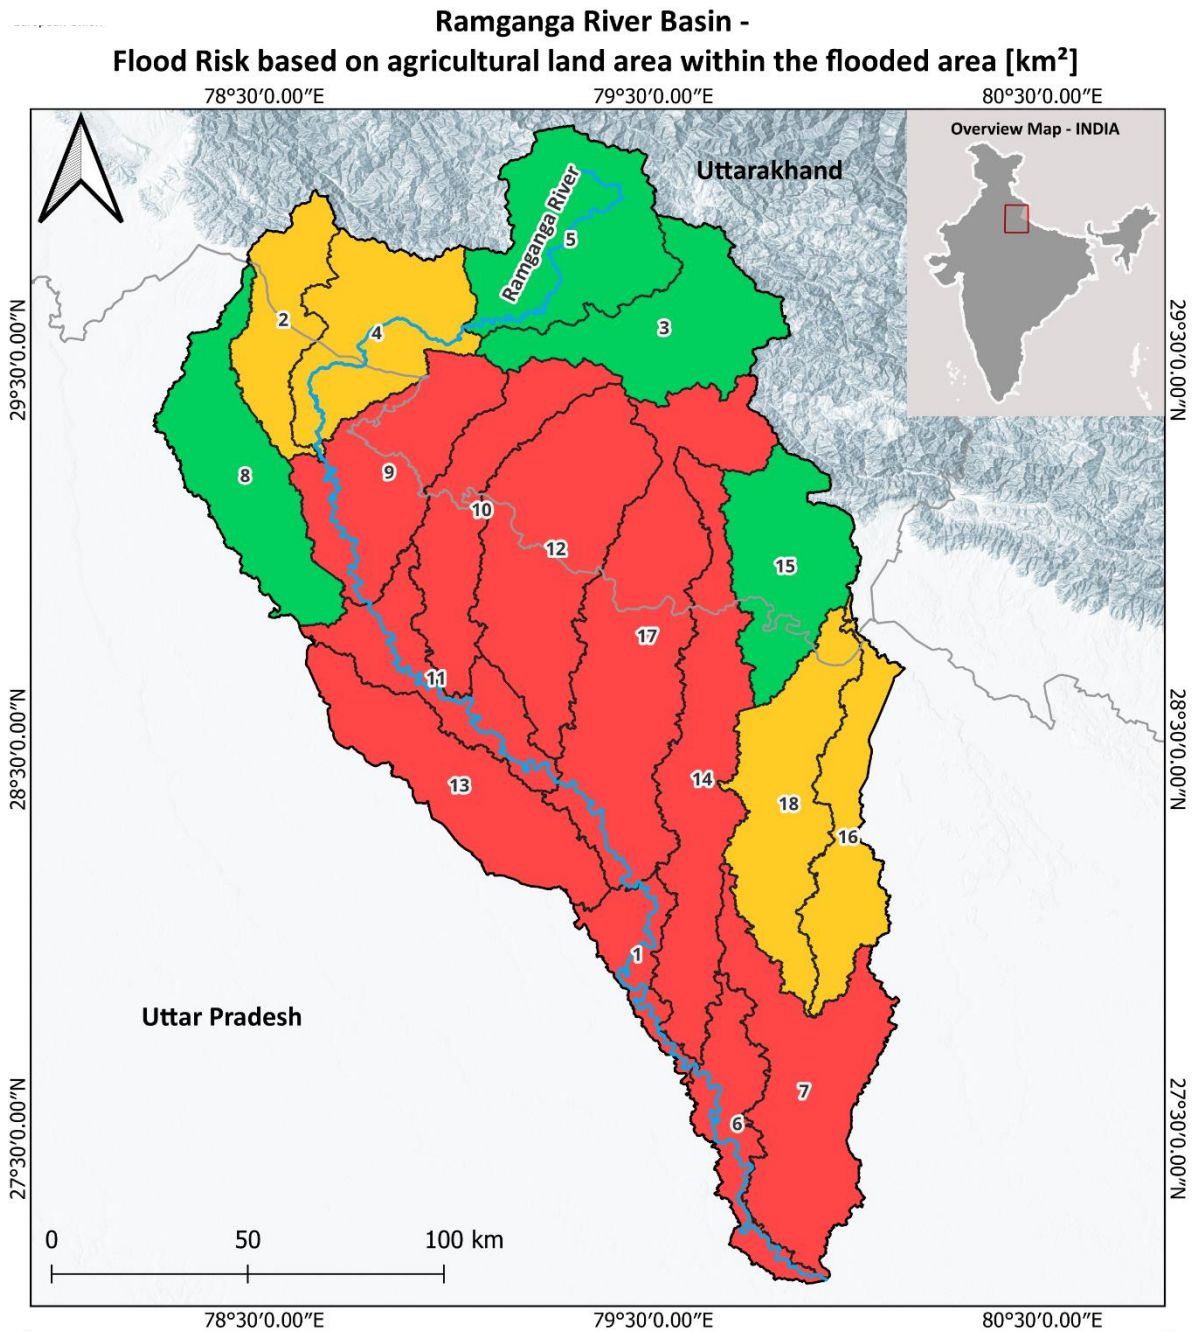 Ramganga River Basin -
Flood Risk based on agricultural land area within the flooded area [km²]
78°30′0.00″E 79°30′0.00″E 80°30′0.00″E
Overview Map - INDIA
Uttarakhand
Ramganga River
5
2
4
3
29°30′0.00″N
29°30′0.00″N
8
9
10
12
15
17
11
28°30′0.00″N
28°30′0.00″N
13
14
18
16
1
Uttar Pradesh
7
6
27°30′0.00″N
27°30′0.00″N
0 50 100 km
78°30′0.00″E 79°30′0.00″E 80°30′0.00″E